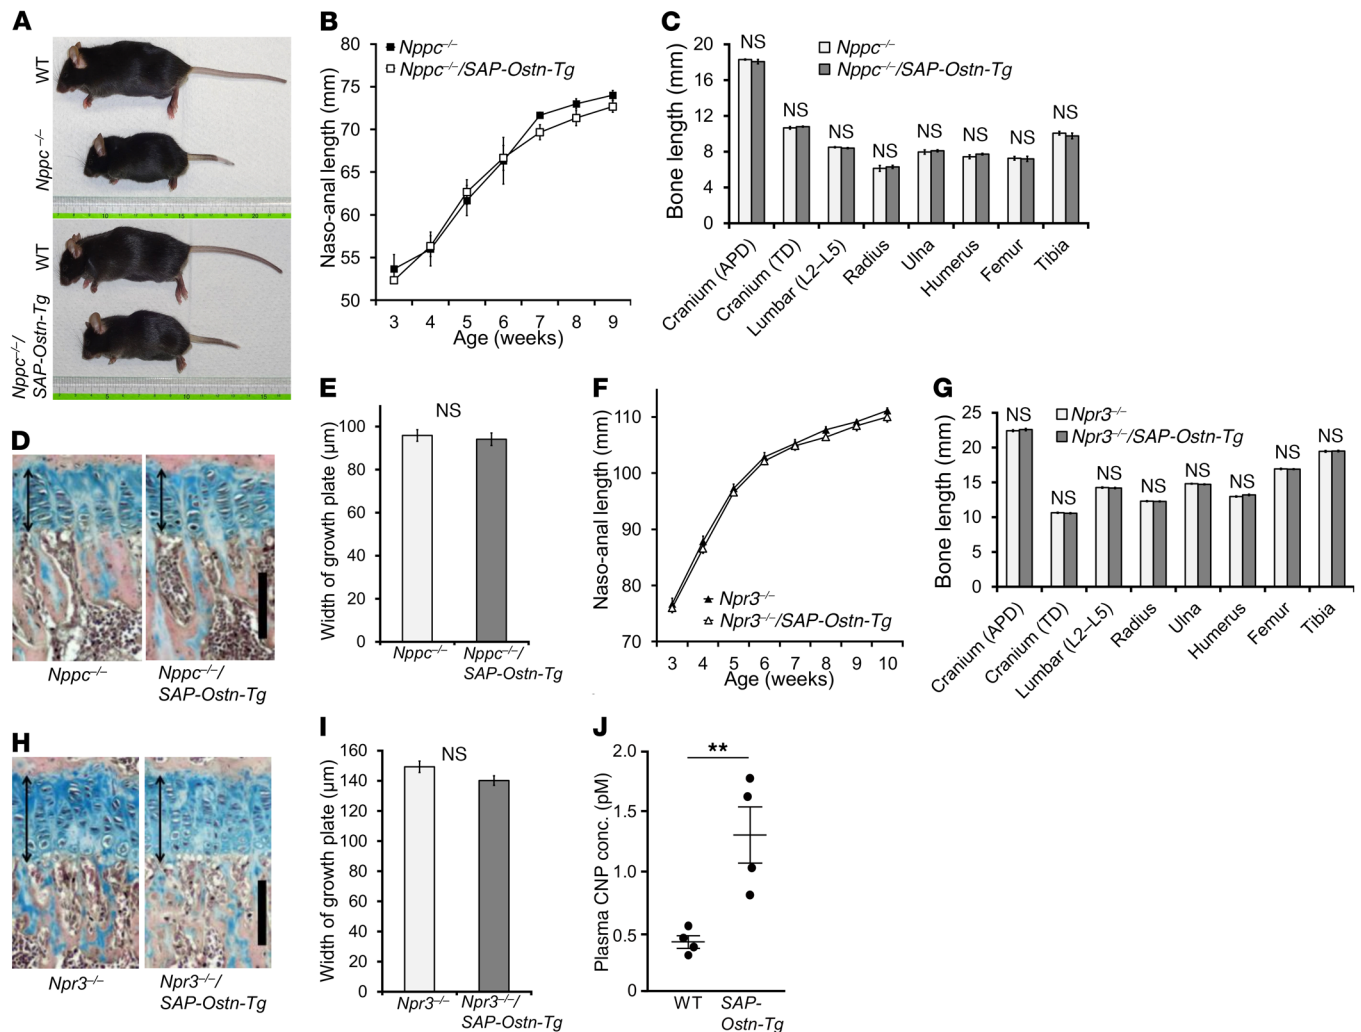 A
WT
Nppc–/–
WT
Nppc–/–/
SAP-Ostn-Tg
B
Nppc–/–
Nppc–/–/SAP-Ostn-Tg
Naso-anal length (mm)
80
75
70
65
60
55
50
3 4 5 6 7 8 9
Age (weeks)
C
Nppc–/–
Nppc–/–/SAP-Ostn-Tg
Bone length (mm)
20
16
12
8
4
0
NS NS NS NS NS NS NS NS
Cranium (APD)
Cranium (TD)
Lumbar (L2–L5)
Radius
Ulna
Humerus
Femur
Tibia
D
Nppc–/–
Nppc–/–/
SAP-Ostn-Tg
E
NS
Width of growth plate (µm)
100
80
60
40
20
0
Nppc–/–
Nppc–/–/
SAP-Ostn-Tg
F
Naso-anal length (mm)
110
100
90
80
70
Npr3–/–
Npr3–/–/SAP-Ostn-Tg
3 4 5 6 7 8 9 10
Age (weeks)
G
Npr3–/–
Npr3–/–/SAP-Ostn-Tg
Bone length (mm)
25
20
15
10
5
0
NS NS NS NS NS NS NS NS
Cranium (APD)
Cranium (TD)
Lumbar (L2–L5)
Radius
Ulna
Humerus
Femur
Tibia
H
Npr3–/–
Npr3–/–/
SAP-Ostn-Tg
I
NS
Width of growth plate (µm)
160
140
120
100
80
60
40
20
0
Npr3–/–
Npr3–/–/
SAP-Ostn-Tg
J
**
Plasma CNP conc. (pM)
2.0
1.5
1.0
0.5
0
WT
SAP-
Ostn-Tg